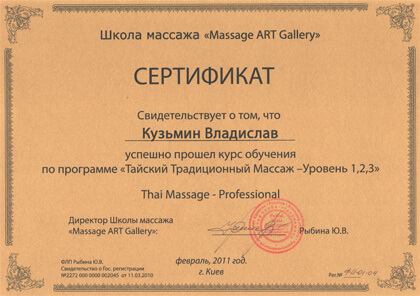 Школа массажа «Massage ART Gallery»
СЕРТИФИКАТ
Свидетельствует о том, что
Кузьмин Владислав
успешно прошел курс обучения
по программе «Тайский Традиционный Массаж –Уровень 1,2,3»
Thai Massage - Professional
Директор Школы массажа
«Massage ART Gallery»:
Рыбина Ю.В.
февраль, 2011 год.
г. Киев
ФЛП Рыбина Ю.В.
Свидетельство о Гос. регистрации
№2272 000 0000 002045 от 11.03.2010
Рег.№